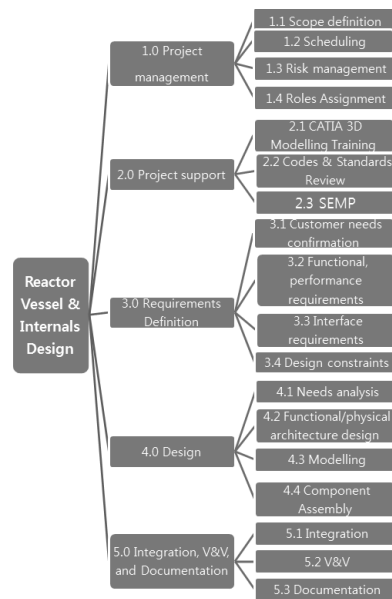 Reactor
Vessel &
Internals
Design
1.0 Project
management
1.1 Scope definition
1.2 Scheduling
1.3 Risk management
1.4 Roles Assignment
2.0 Project support
2.1 CATIA 3D
Modelling Training
2.2 Codes & Standards
Review
2.3 SEMP
3.0 Requirements
Definition
3.1 Customer needs
confirmation
3.2 Functional,
performance
requirements
3.3 Interface
requirements
3.4 Design constraints
4.0 Design
4.1 Needs analysis
4.2 Functional/physical
architecture design
4.3 Modelling
4.4 Component
Assembly
5.0 Integration, V&V,
and Documentation
5.1 Integration
5.2 V&V
5.3 Documentation